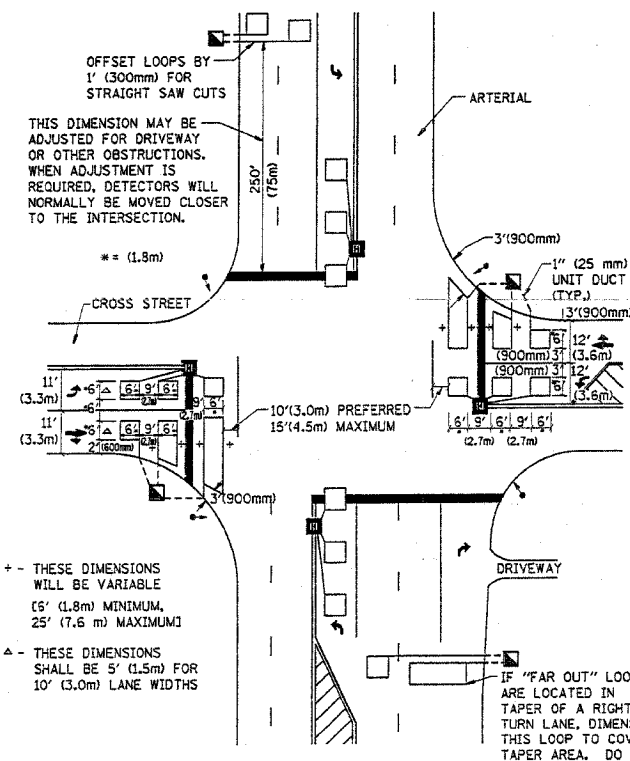 OFFSET LOOPS BY
1' (300mm) FOR
STRAIGHT SAW CUTS
ARTERIAL
THIS DIMENSION MAY BE
ADJUSTED FOR DRIVEWAY
OR OTHER OBSTRUCTIONS.
WHEN ADJUSTMENT IS
REQUIRED, DETECTORS WILL
NORMALLY BE MOVED CLOSER
TO THE INTERSECTION.
250'
(75m)
* = (1.8m)
3'(900mm)
1" (25 mm)
UNIT DUCT
(TYP.)
CROSS STREET
3'(900mm
12'
(3.6m)
(900mm) 3'
(900mm) 3'
12'
(3.6m)
11'
(3.3m)
*6' △ 6' 9' 6'
(2.7m)
*6'
11'
(3.3m)
*6' △ 6' 9' 6'
2' (600mm) (2.7m)
9' 6'
(2.7m)
10'(3.0m) PREFERRED
15'(4.5m) MAXIMUM
6' 9' 6' 9' 6'
(2.7m) (2.7m)
3'(900mm)
+ - THESE DIMENSIONS
WILL BE VARIABLE
[6' (1.8m) MINIMUM,
25' (7.6 m) MAXIMUM]
DRIVEWAY
△ - THESE DIMENSIONS
SHALL BE 5' (1.5m) FOR
10' (3.0m) LANE WIDTHS
IF "FAR OUT" LOO
ARE LOCATED IN
TAPER OF A RIGHT
TURN LANE, DIMENS
THIS LOOP TO COV
TAPER AREA. DO